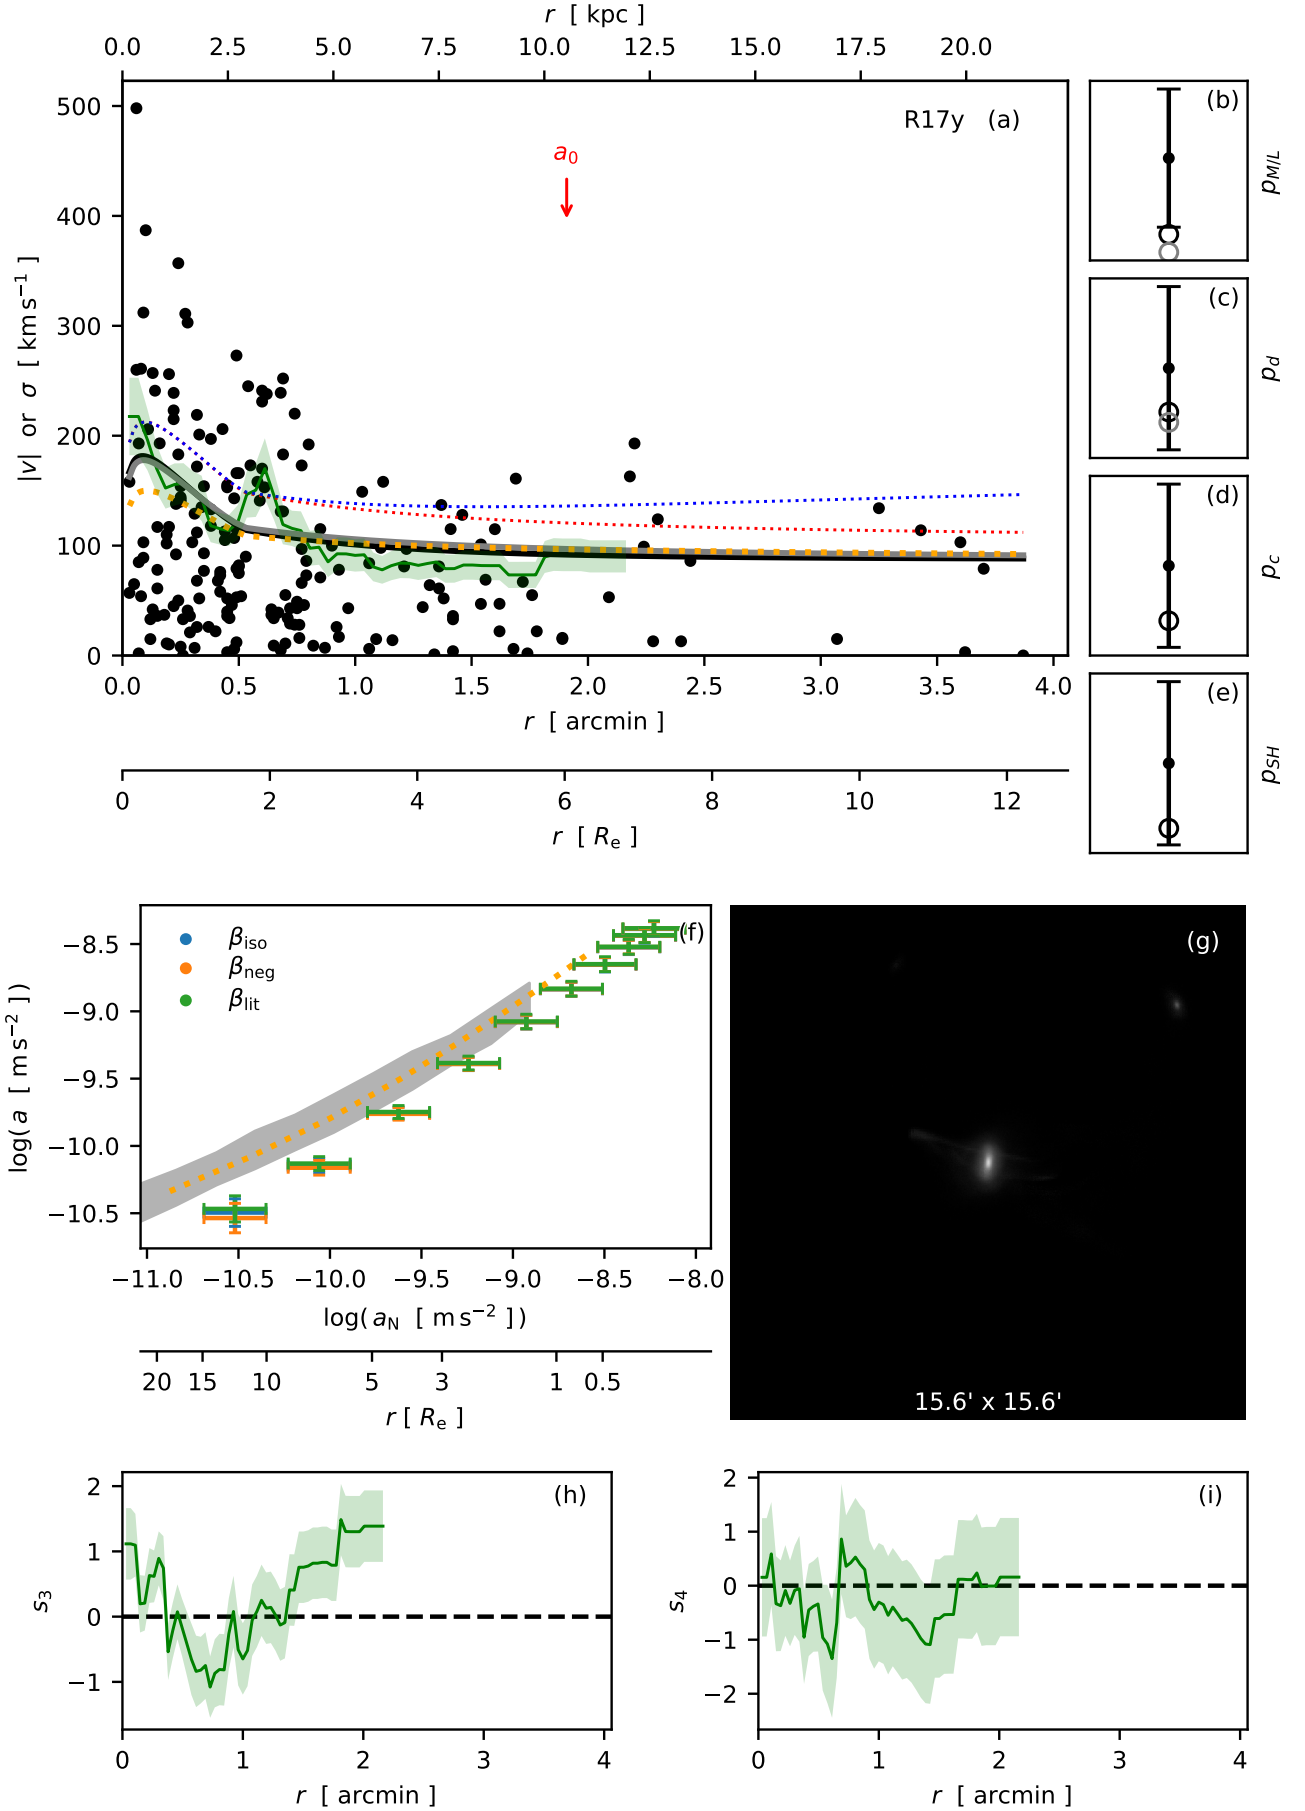 r [ kpc ]
0.0 2.5 5.0 7.5 10.0 12.5 15.0 17.5 20.0
R17y (a)
a₀
500
400
300
200
100
0
|v| or σ [ km s⁻¹ ]
0.0 0.5 1.0 1.5 2.0 2.5 3.0 3.5 4.0
r [ arcmin ]
0 2 4 6 8 10 12
r [ Rₑ ]
(b)
p_M/L
(c)
p_d
(d)
p_c
(e)
p_SH
(f)
β_iso
β_neg
β_lit
−8.5
−9.0
−9.5
−10.0
−10.5
log( a [ m s⁻² ])
−11.0 −10.5 −10.0 −9.5 −9.0 −8.5 −8.0
log( a_N [ m s⁻² ])
20 15 10 5 3 1 0.5
r [ Rₑ ]
(g)
15.6' x 15.6'
(h)
2
1
0
−1
s₃
0 1 2 3 4
r [ arcmin ]
(i)
2
1
0
−1
−2
s₄
0 1 2 3 4
r [ arcmin ]